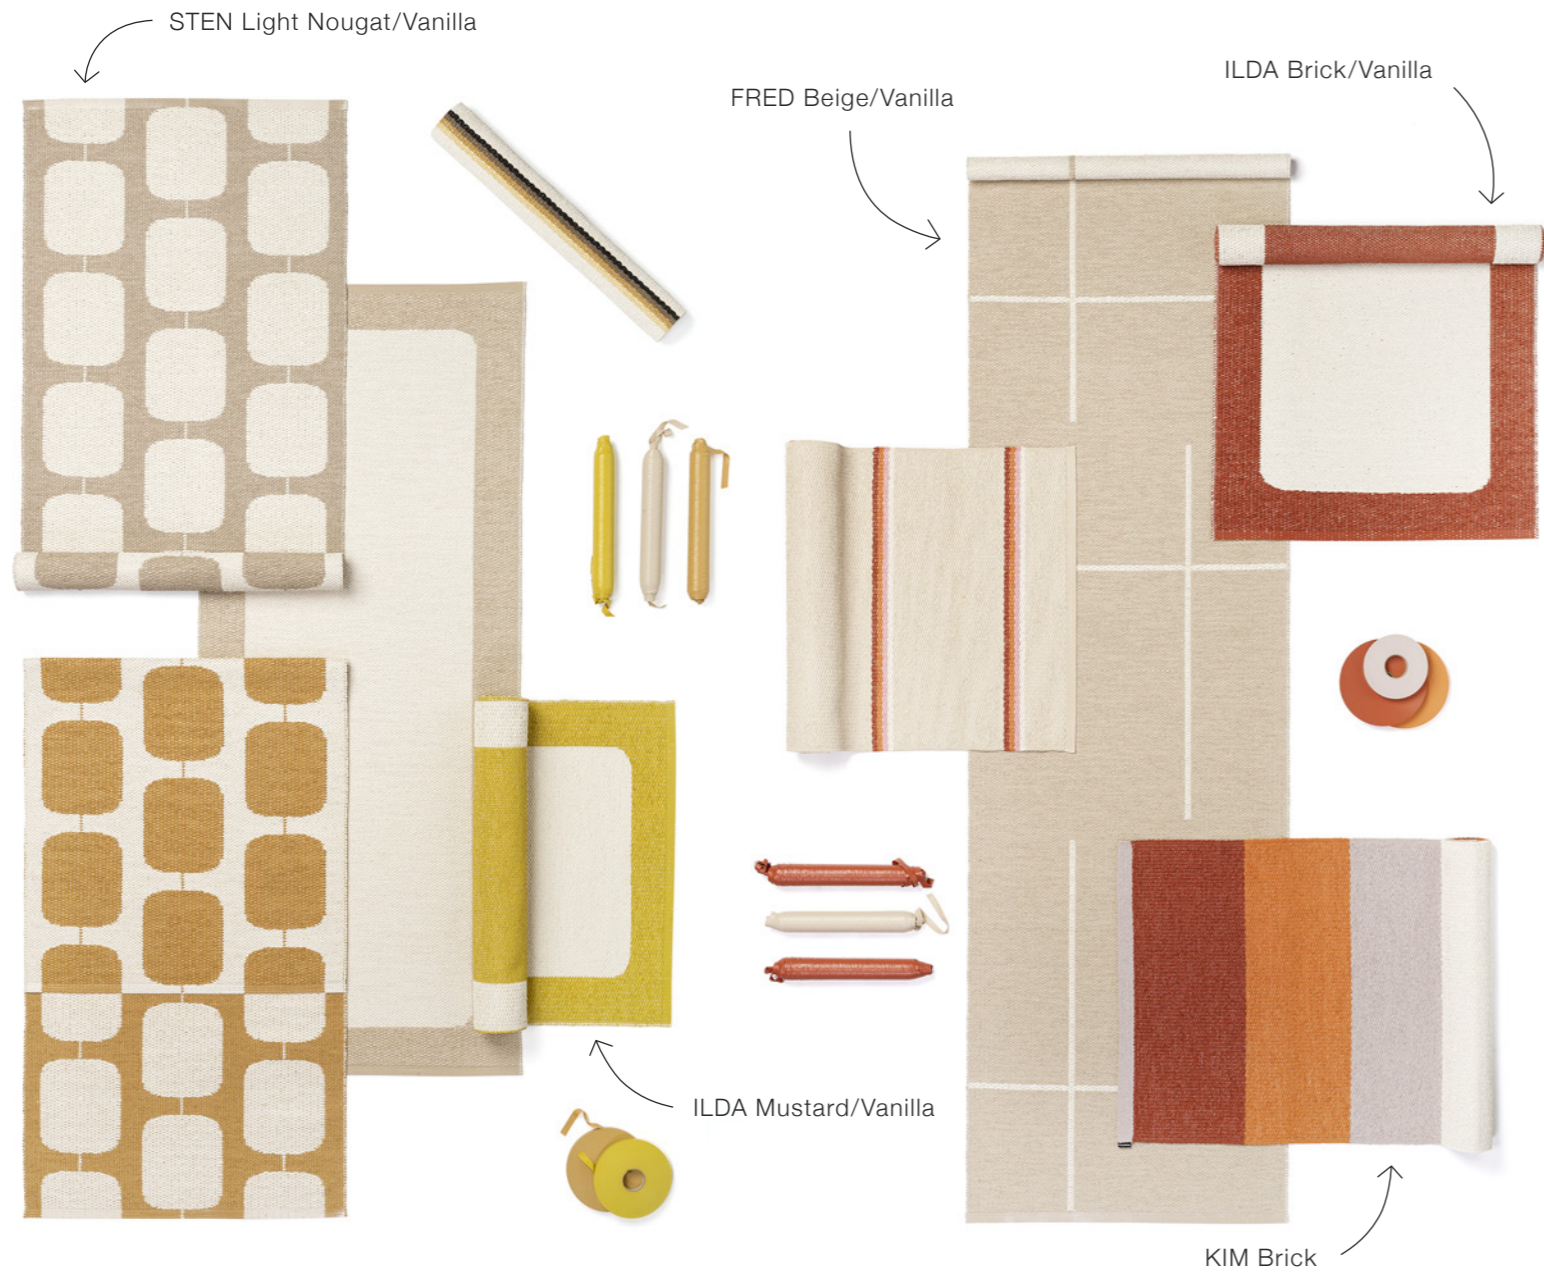 STEN Light Nougat/Vanilla
ILDA Brick/Vanilla
FRED Beige/Vanilla
ILDA Mustard/Vanilla
KIM Brick